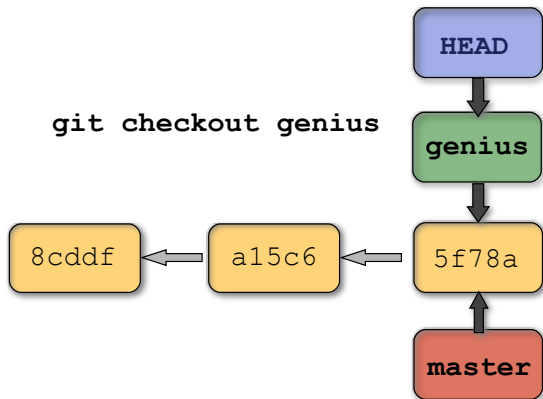 HEAD
git checkout genius
genius
8cddf
a15c6
5f78a
master